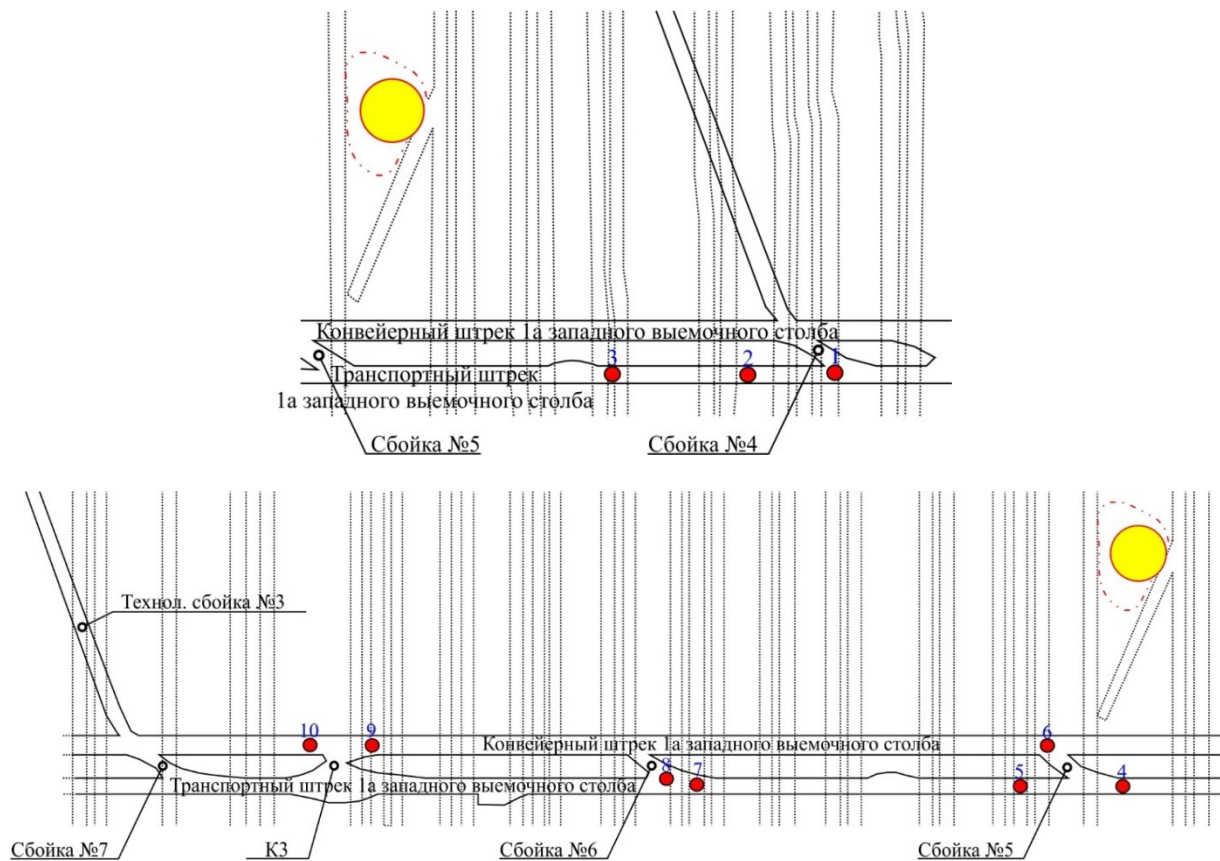 Конвейерный штрек 1а западного выемочного столба
3
2
1
Транспортный штрек
1а западного выемочного столба
Сбойка №5
Сбойка №4
Технол. сбойка №3
10
9
6
Конвейерный штрек 1а западного выемочного столба
8
7
5
4
Транспортный штрек 1а западного выемочного столба
Сбойка №7
К3
Сбойка №6
Сбойка №5